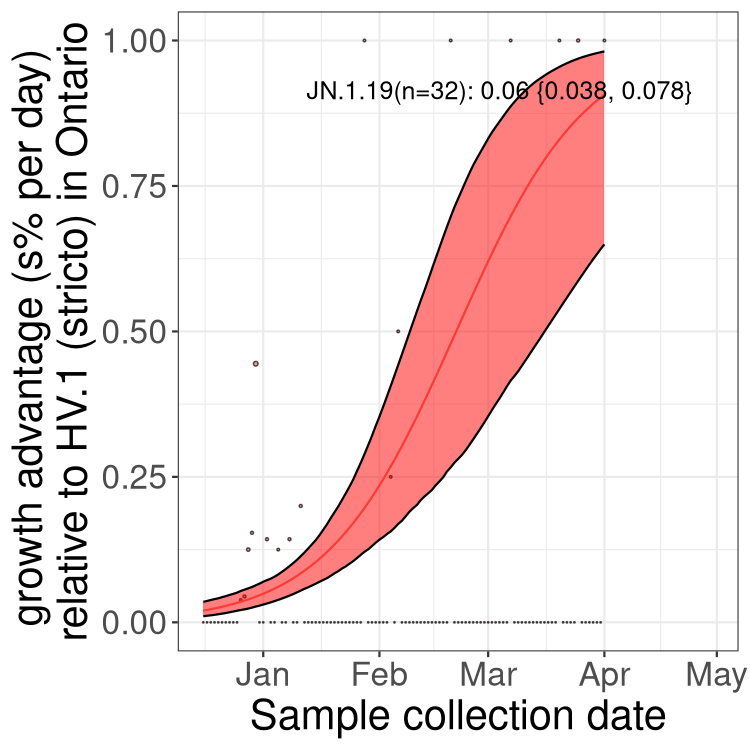 growth advantage (s% per day)
relative to HV.1 (stricto) in Ontario
1.00
JN.1.19(n=32): 0.06 {0.038, 0.078}
0.75
0.50
0.25
0.00
Jan Feb Mar Apr May
Sample collection date